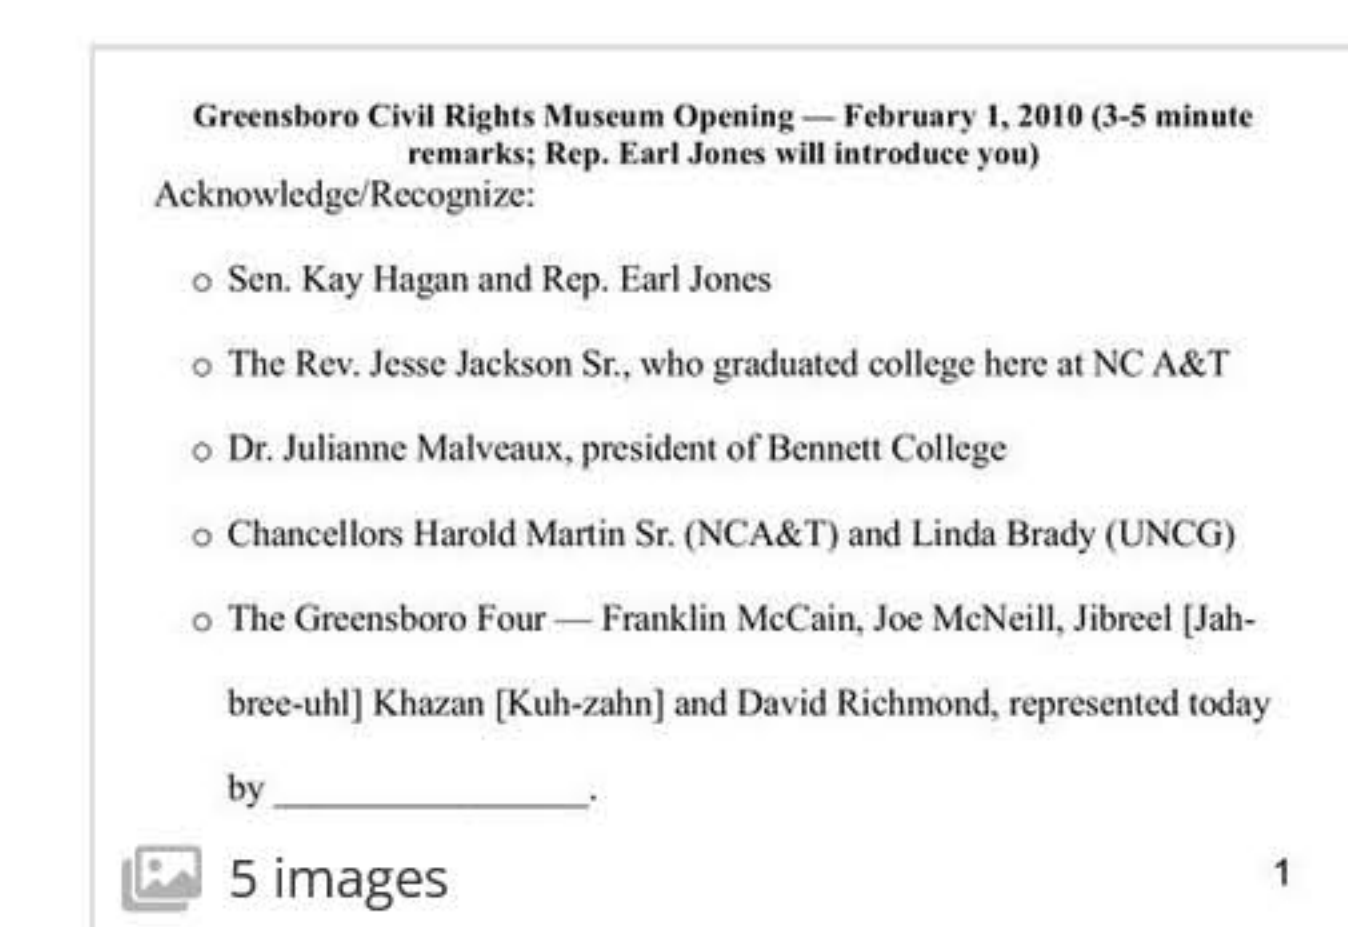 Greensboro Civil Rights Museum Opening — February 1, 2010 (3-5 minute
remarks; Rep. Earl Jones will introduce you)
Acknowledge/Recognize:
o Sen. Kay Hagan and Rep. Earl Jones
o The Rev. Jesse Jackson Sr., who graduated college here at NC A&T
o Dr. Julianne Malveaux, president of Bennett College
o Chancellors Harold Martin Sr. (NCA&T) and Linda Brady (UNCG)
o The Greensboro Four — Franklin McCain, Joe McNeill, Jibreel [Jah-
bree-uhl] Khazan [Kuh-zahn] and David Richmond, represented today
by _________________.
5 images
1